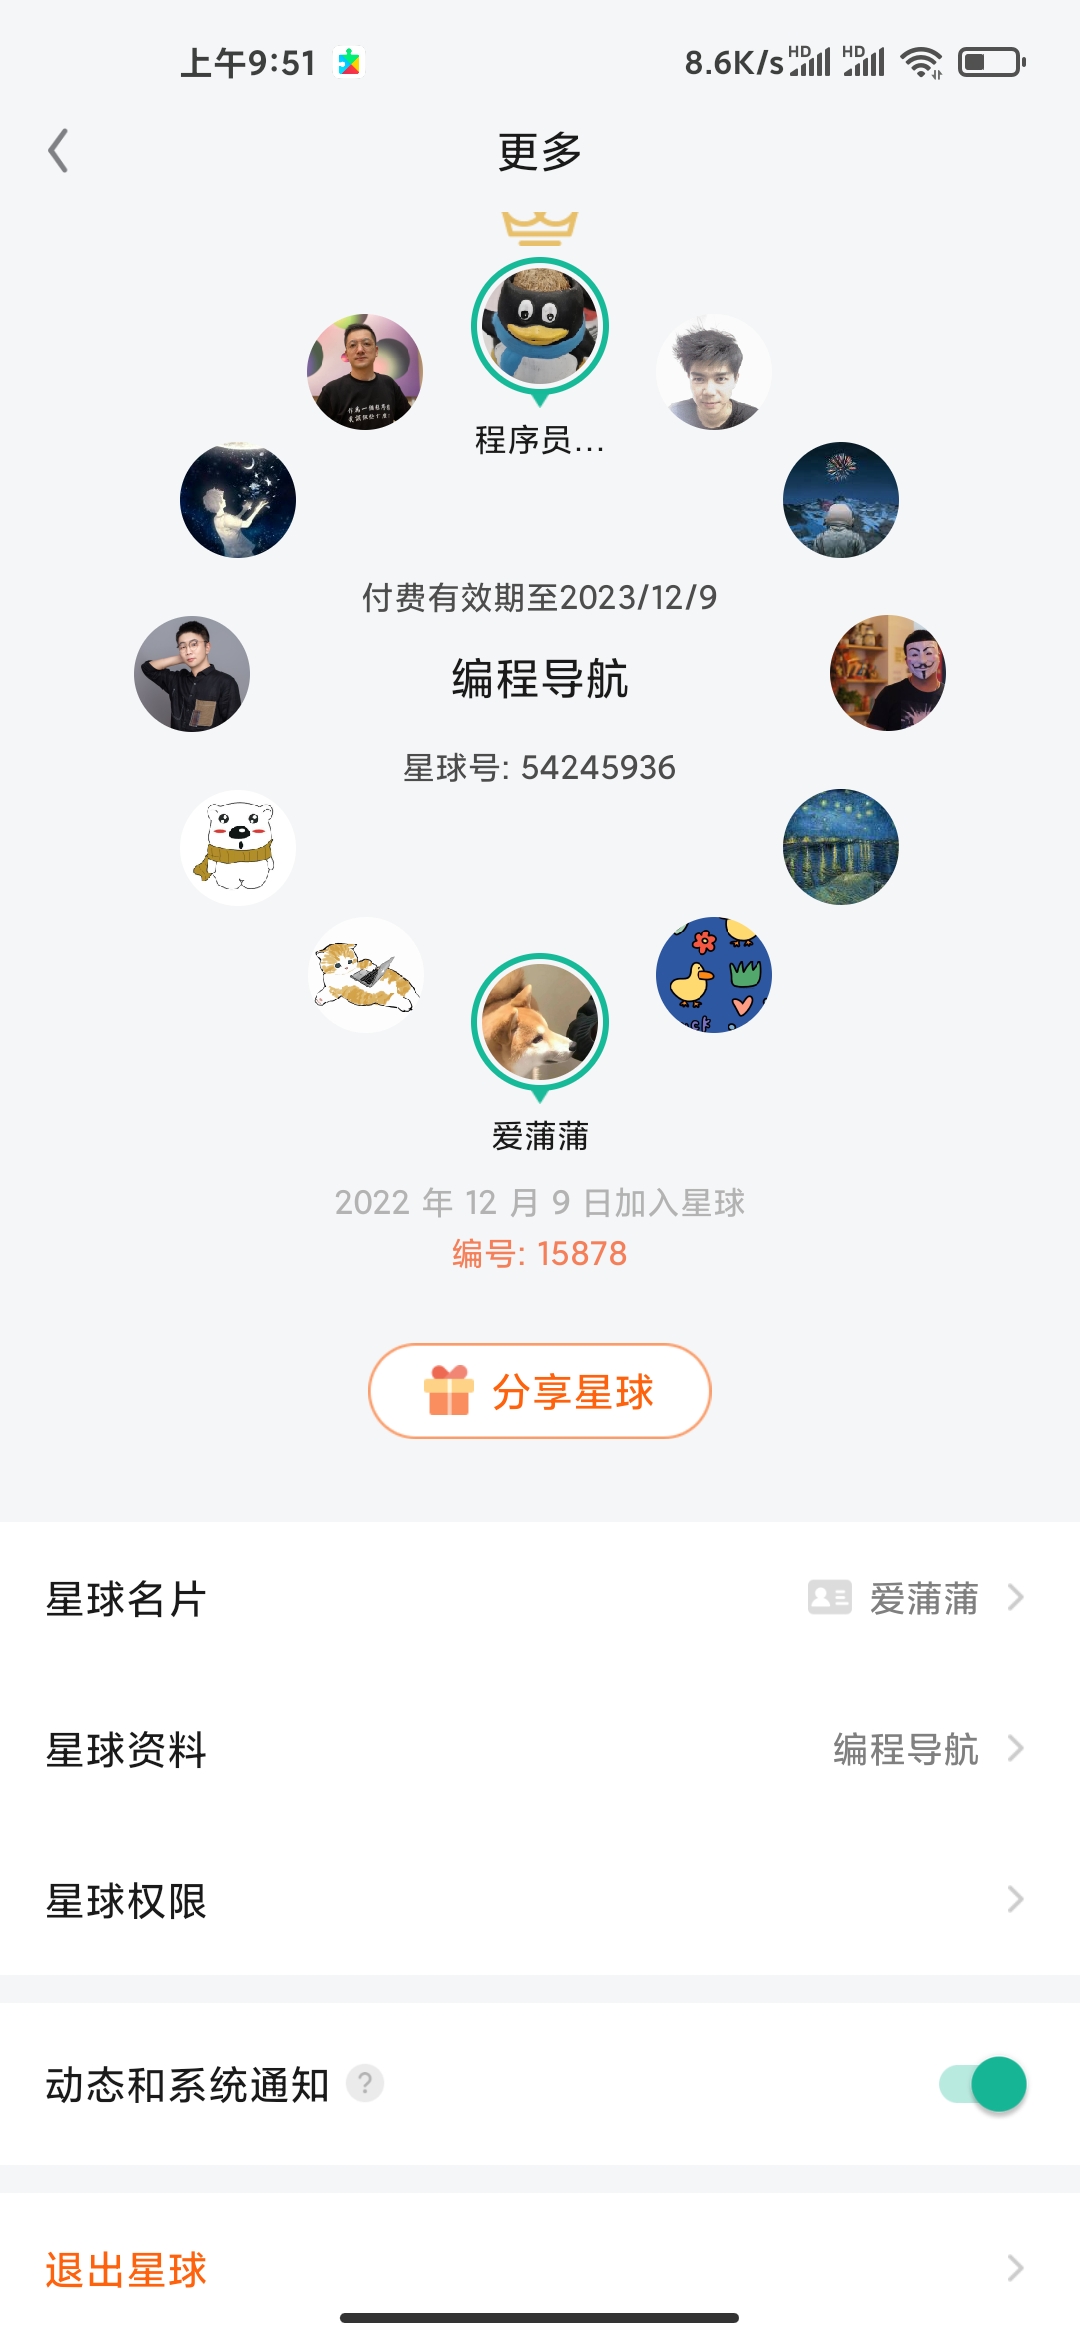 上午9:51
8.6K/s HD HD
更多
程序员...
付费有效期至2023/12/9
编程导航
星球号: 54245936
爱蒲蒲
2022 年 12 月 9 日加入星球
编号: 15878
分享星球
星球名片 爱蒲蒲
星球资料 编程导航
星球权限
动态和系统通知 ?
退出星球